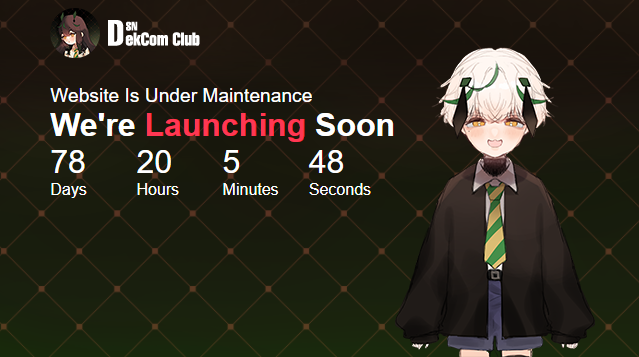 DSN
DekCom Club
Website Is Under Maintenance
We're Launching Soon
78 20 5 48
Days Hours Minutes Seconds